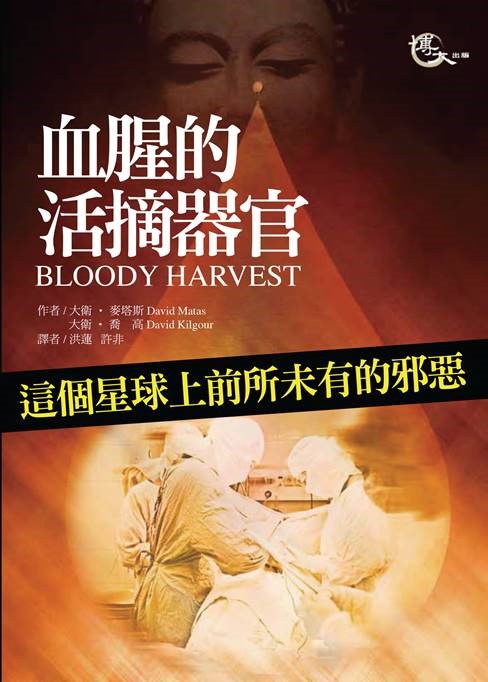 博大出版
血腥的
活摘器官
BLOODY HARVEST
作者/大衛・麥塔斯 David Matas
大衛・喬 高 David Kilgour
譯者/洪蓮 許非
這個星球上前所未有的邪惡